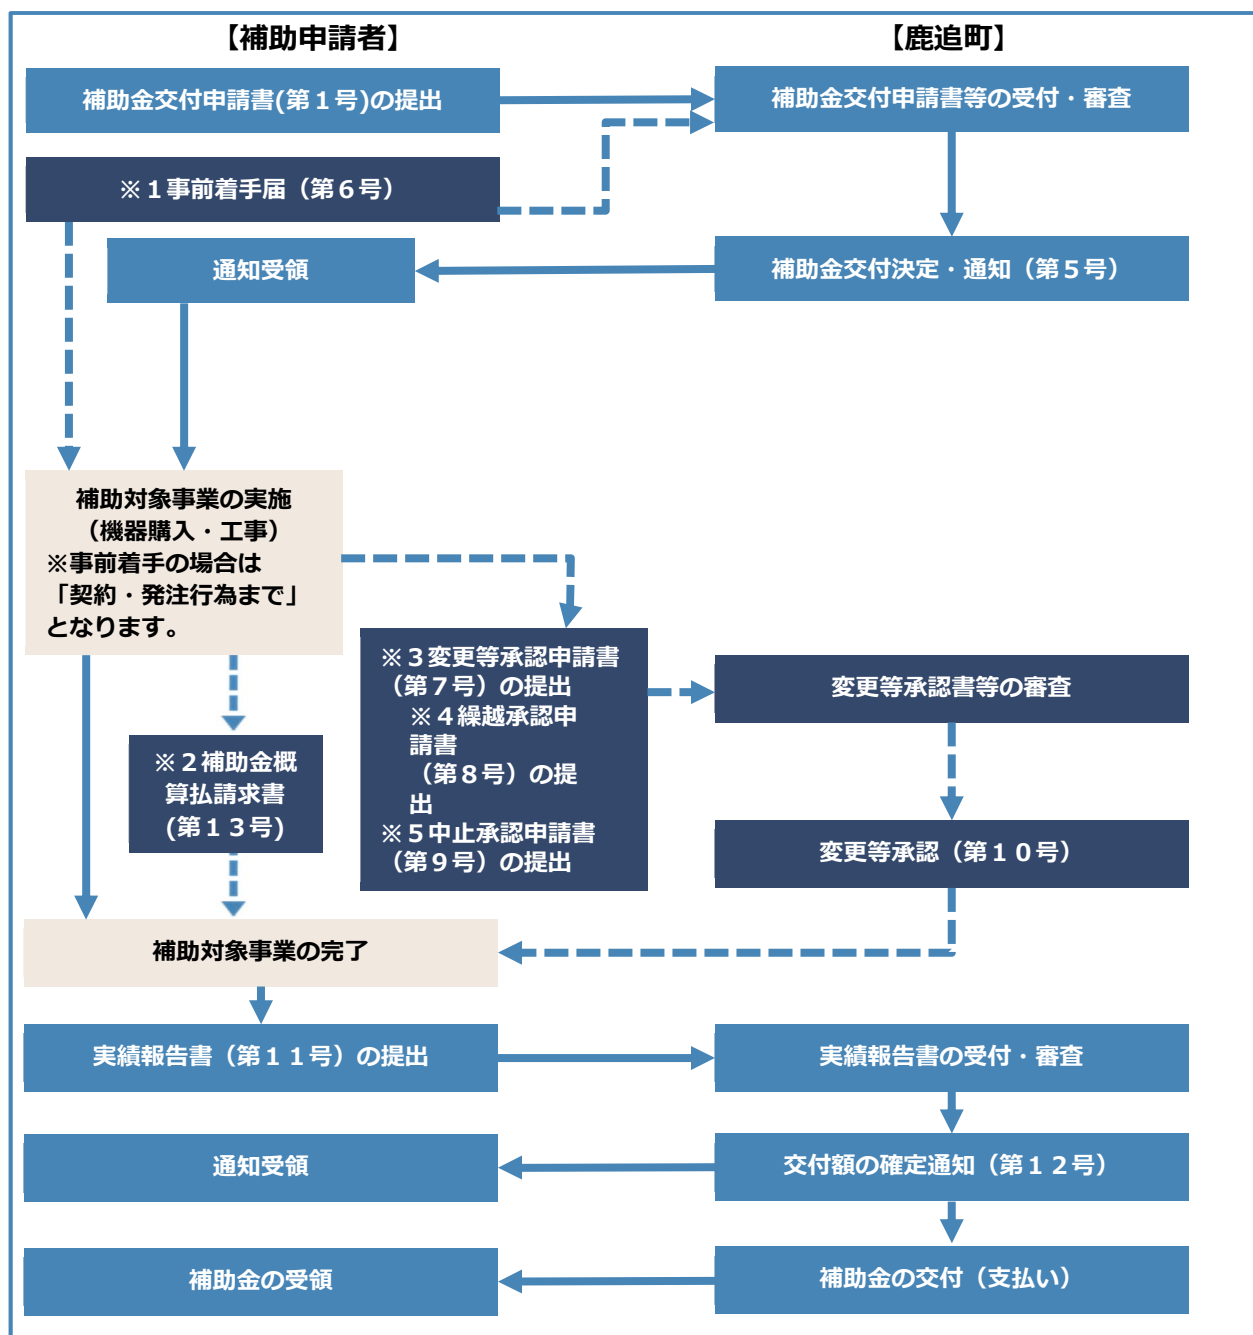 【補助申請者】
【鹿追町】
補助金交付申請書(第１号)の提出
補助金交付申請書等の受付・審査
※１事前着手届（第６号）
通知受領
補助金交付決定・通知（第５号）
補助対象事業の実施
（機器購入・工事）
※事前着手の場合は
「契約・発注行為まで」
となります。
※３変更等承認申請書
（第７号）の提出
※４繰越承認申
請書
（第８号）の提
出
※５中止承認申請書
（第９号）の提出
変更等承認書等の審査
※２補助金概
算払請求書
(第１３号)
変更等承認（第１０号）
補助対象事業の完了
実績報告書（第１１号）の提出
実績報告書の受付・審査
通知受領
交付額の確定通知（第１２号）
補助金の受領
補助金の交付（支払い）